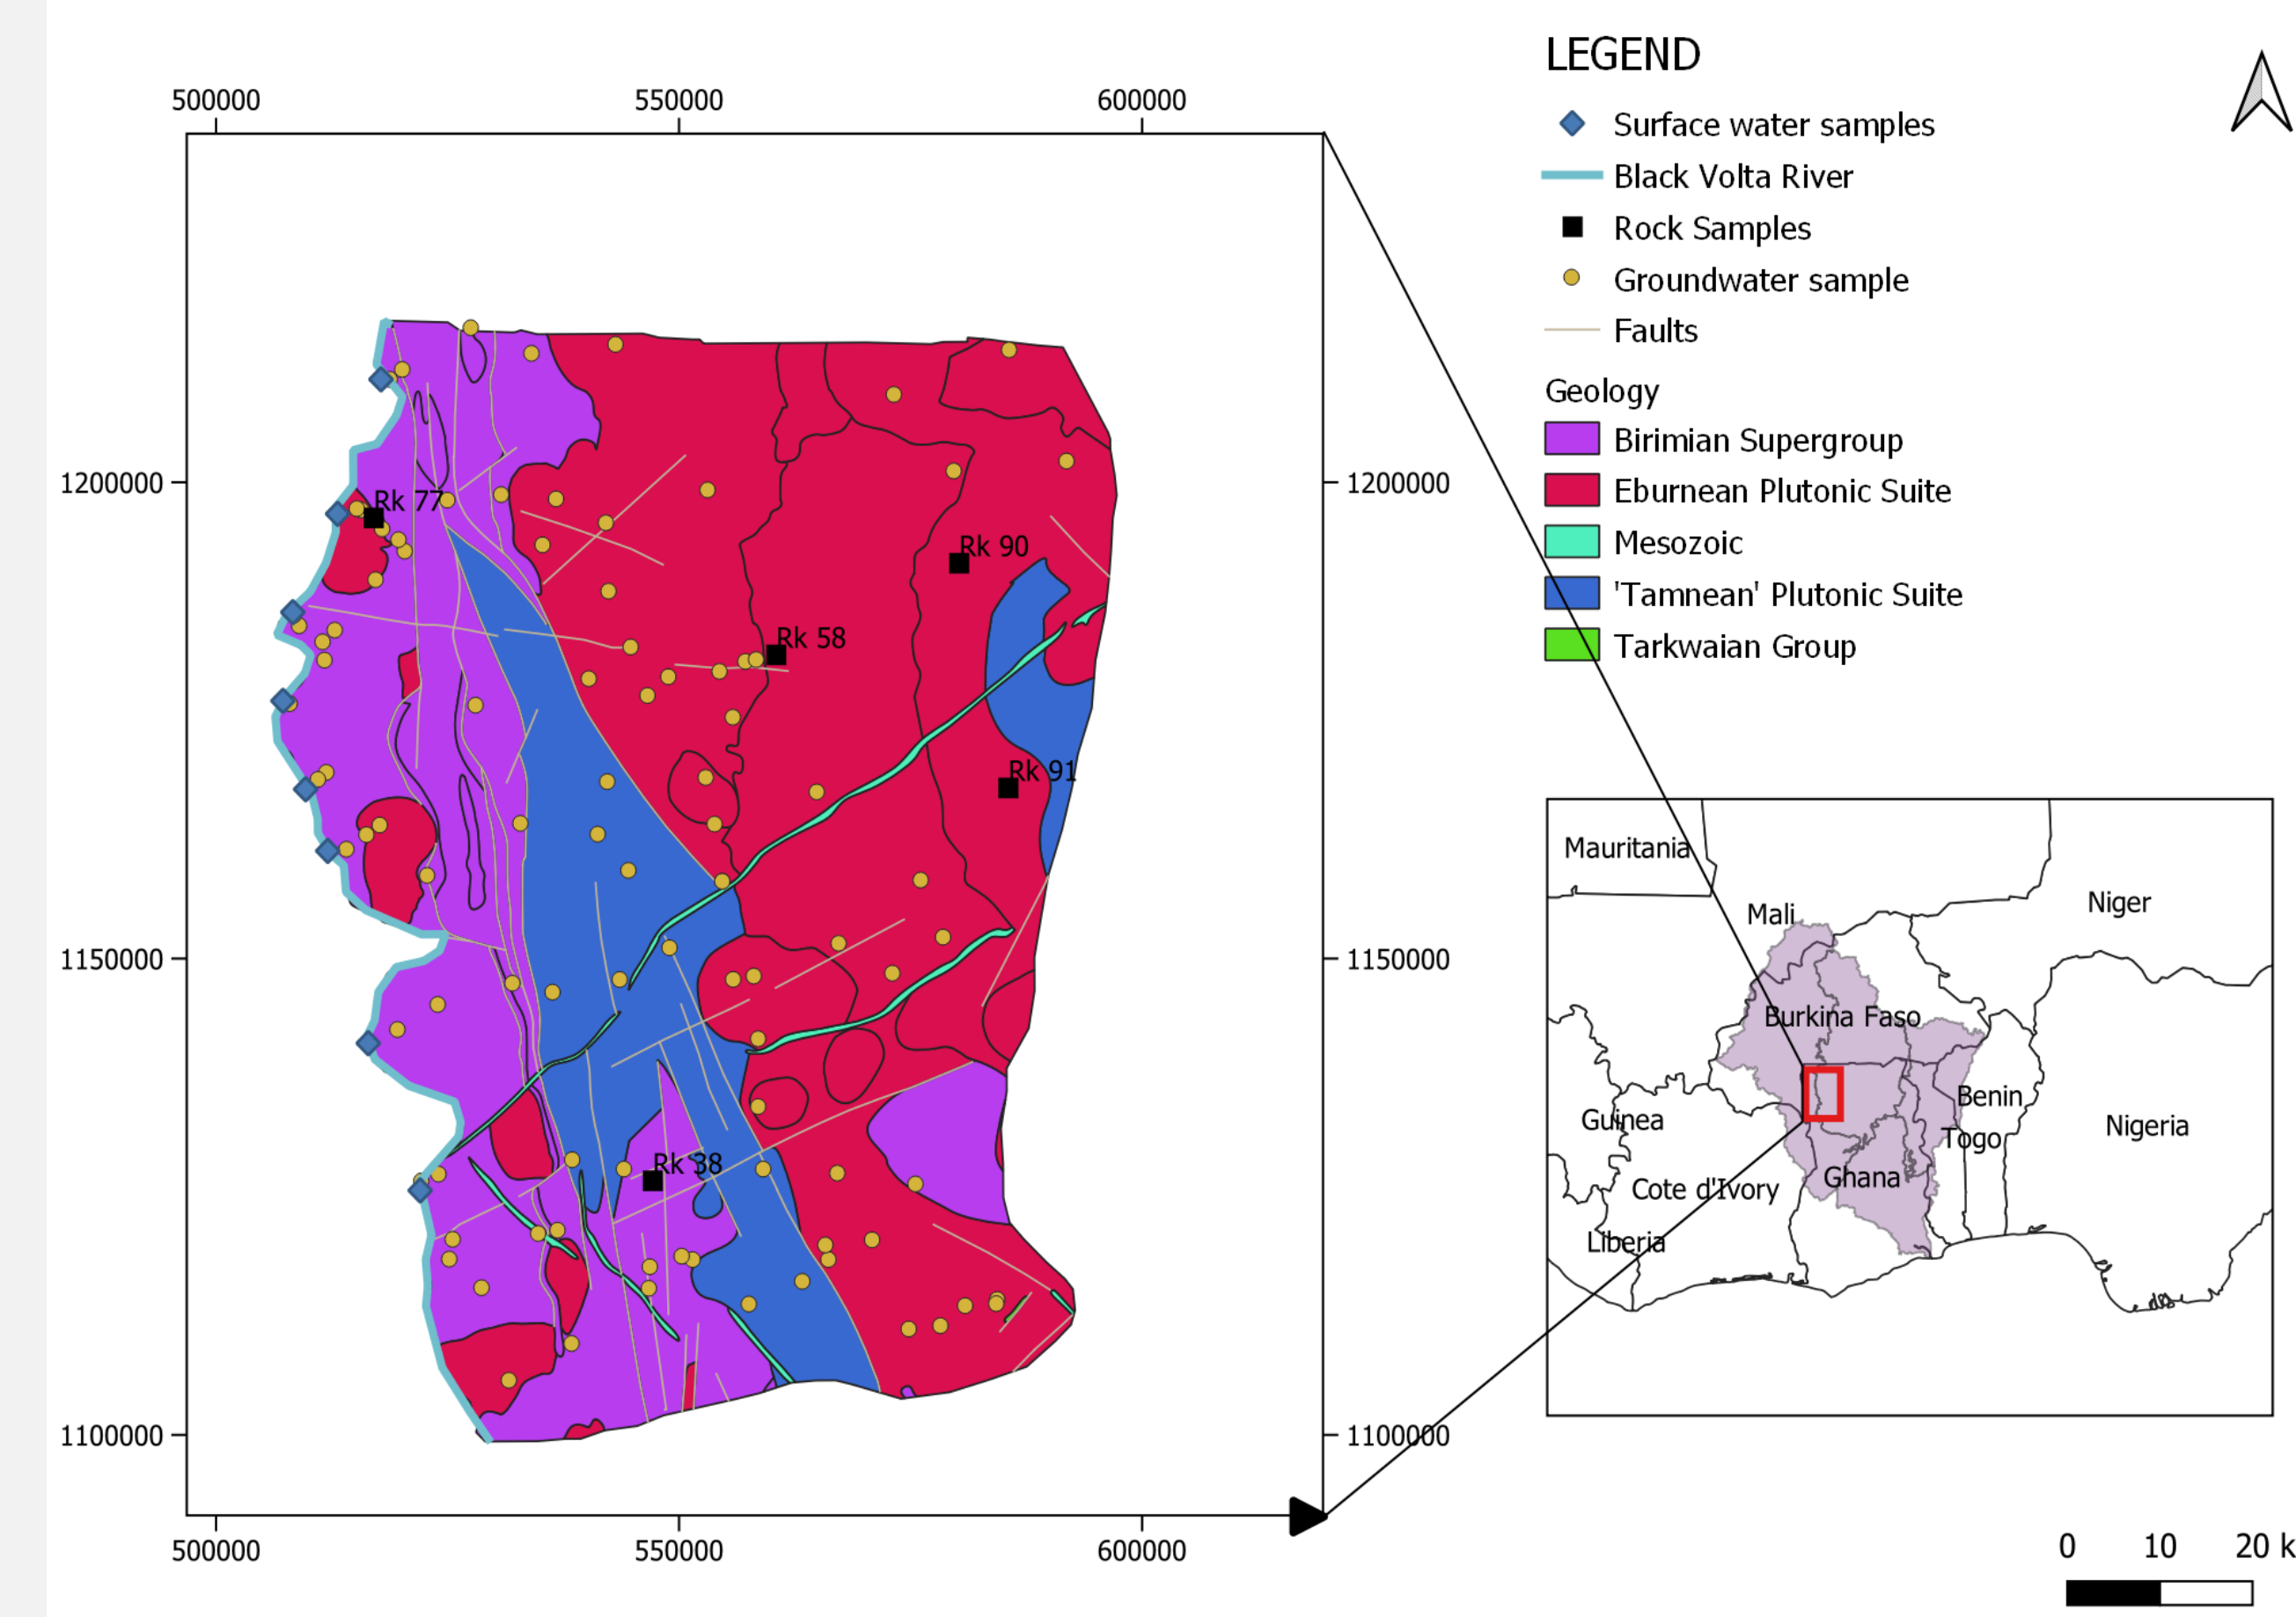 LEGEND
500000
550000
600000
Surface water samples
Black Volta River
Rock Samples
Groundwater sample
Faults
Geology
Birimian Supergroup
Eburnean Plutonic Suite
Mesozoic
'Tamnean' Plutonic Suite
Tarkwaian Group
1200000
1200000
Rk 77
Rk 90
Rk 58
Rk 91
1150000
1150000
Rk 38
1100000
1100000
500000
550000
600000
Mauritania
Mali
Niger
Burkina Faso
Benin
Guinea
Togo
Nigeria
Ghana
Cote d'Ivory
Liberia
0 10 20 k